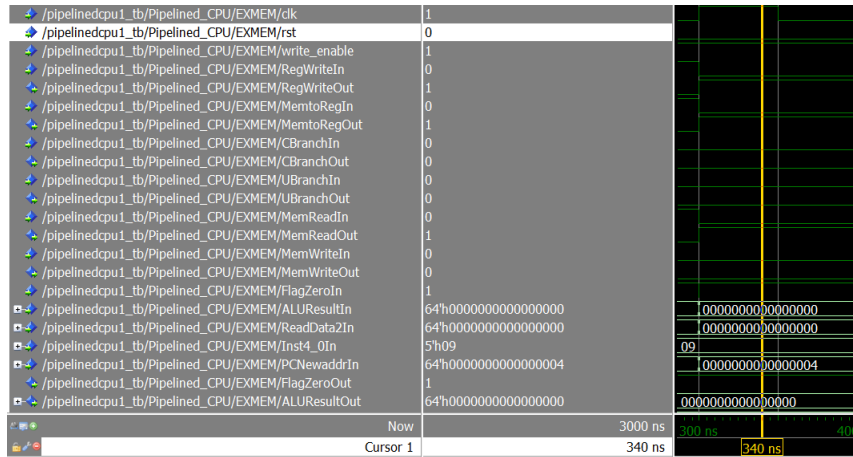 /pipelinedcpu1_tb/Pipelined_CPU/EXMEM/clk 1
/pipelinedcpu1_tb/Pipelined_CPU/EXMEM/rst 0
/pipelinedcpu1_tb/Pipelined_CPU/EXMEM/write_enable 1
/pipelinedcpu1_tb/Pipelined_CPU/EXMEM/RegWriteIn 0
/pipelinedcpu1_tb/Pipelined_CPU/EXMEM/RegWriteOut 1
/pipelinedcpu1_tb/Pipelined_CPU/EXMEM/MemtoRegIn 0
/pipelinedcpu1_tb/Pipelined_CPU/EXMEM/MemtoRegOut 1
/pipelinedcpu1_tb/Pipelined_CPU/EXMEM/CBranchIn 0
/pipelinedcpu1_tb/Pipelined_CPU/EXMEM/CBranchOut 0
/pipelinedcpu1_tb/Pipelined_CPU/EXMEM/UBranchIn 0
/pipelinedcpu1_tb/Pipelined_CPU/EXMEM/UBranchOut 0
/pipelinedcpu1_tb/Pipelined_CPU/EXMEM/MemReadIn 0
/pipelinedcpu1_tb/Pipelined_CPU/EXMEM/MemReadOut 1
/pipelinedcpu1_tb/Pipelined_CPU/EXMEM/MemWriteIn 0
/pipelinedcpu1_tb/Pipelined_CPU/EXMEM/MemWriteOut 0
/pipelinedcpu1_tb/Pipelined_CPU/EXMEM/FlagZeroIn 1
/pipelinedcpu1_tb/Pipelined_CPU/EXMEM/ALUResultIn 64'h0000000000000000 0000000000000000
/pipelinedcpu1_tb/Pipelined_CPU/EXMEM/ReadData2In 64'h0000000000000000 0000000000000000
/pipelinedcpu1_tb/Pipelined_CPU/EXMEM/Inst4_0In 5'h09 09
/pipelinedcpu1_tb/Pipelined_CPU/EXMEM/PCNewaddrIn 64'h0000000000000004 0000000000000004
/pipelinedcpu1_tb/Pipelined_CPU/EXMEM/FlagZeroOut 1
/pipelinedcpu1_tb/Pipelined_CPU/EXMEM/ALUResultOut 64'h0000000000000000 0000000000000000
Now 3000 ns 300 ns 40
Cursor 1 340 ns 340 ns